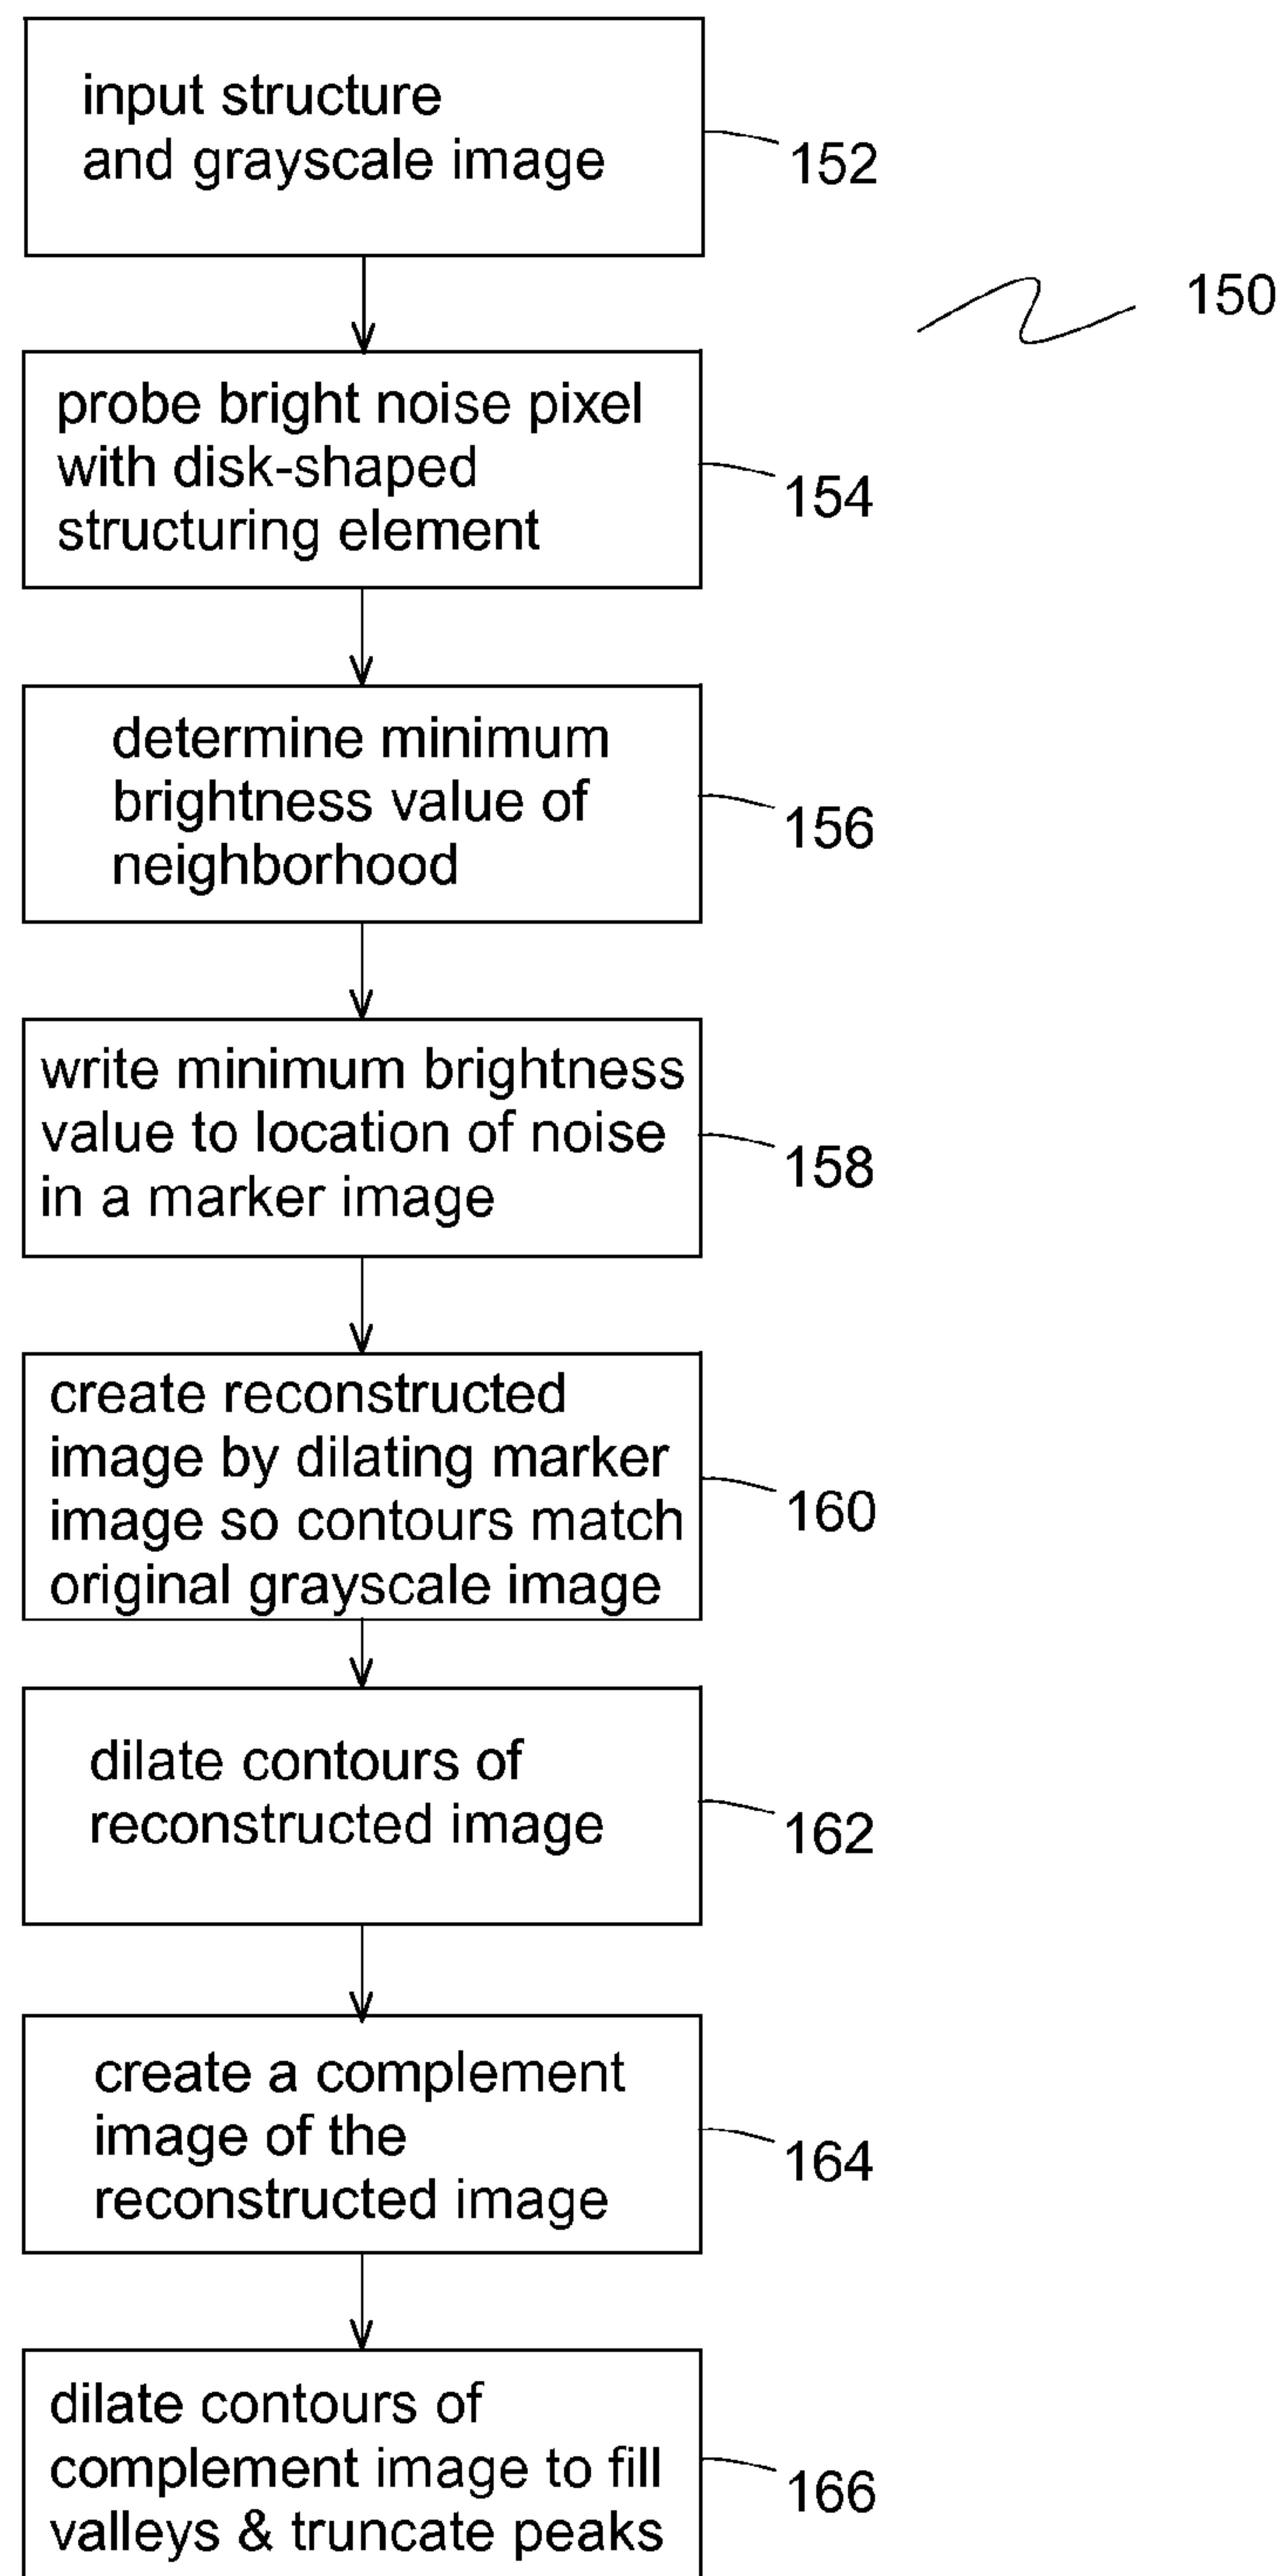 input structure
and grayscale image
152
150
probe bright noise pixel
with disk-shaped
structuring element
154
determine minimum
brightness value of
neighborhood
156
write minimum brightness
value to location of noise
in a marker image
158
create reconstructed
image by dilating marker
image so contours match
original grayscale image
160
dilate contours of
reconstructed image
162
create a complement
image of the
reconstructed image
164
dilate contours of
complement image to fill
valleys & truncate peaks
166